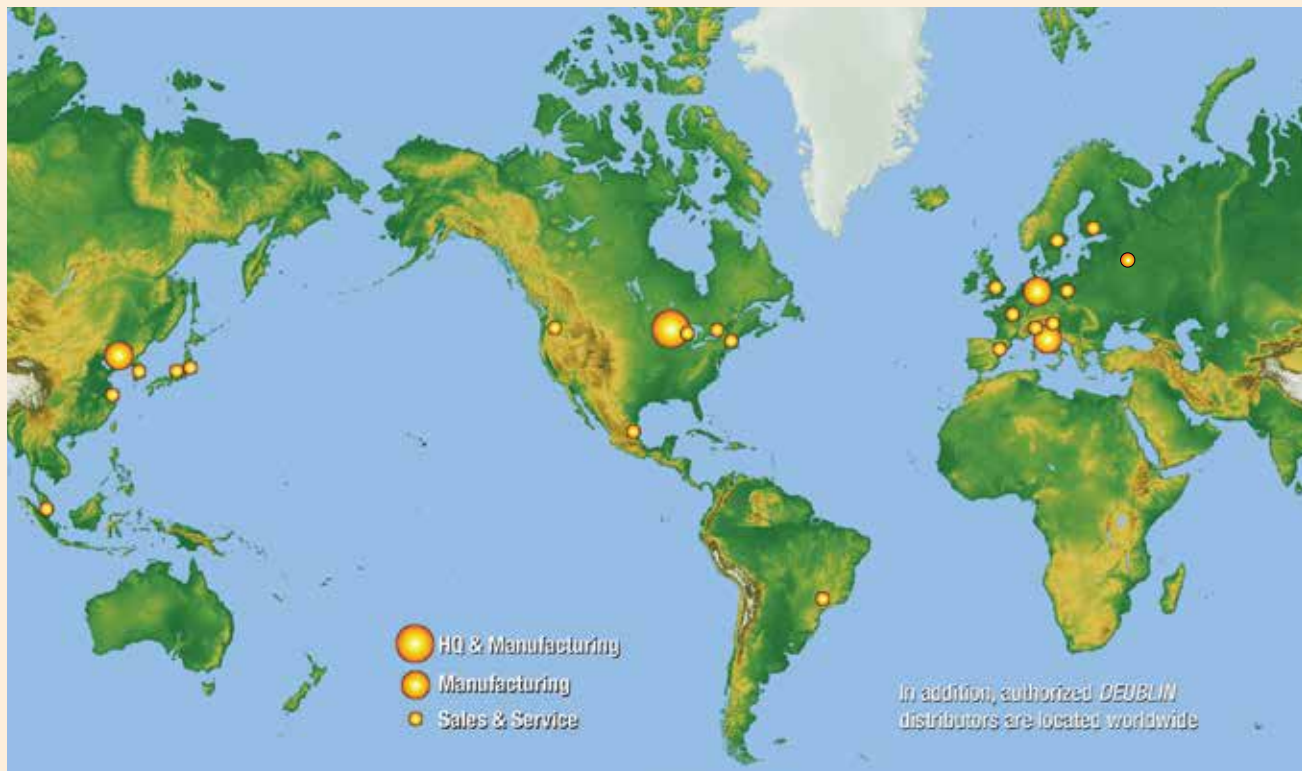 HQ & Manufacturing
Manufacturing
Sales & Service
In addition, authorized DEUBLIN
distributors are located worldwide